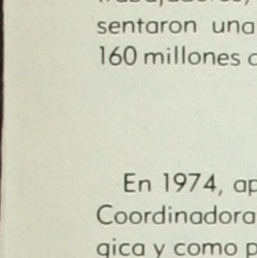 sentaron una
160 millones
En 1974,
Coordinadora
gica y como